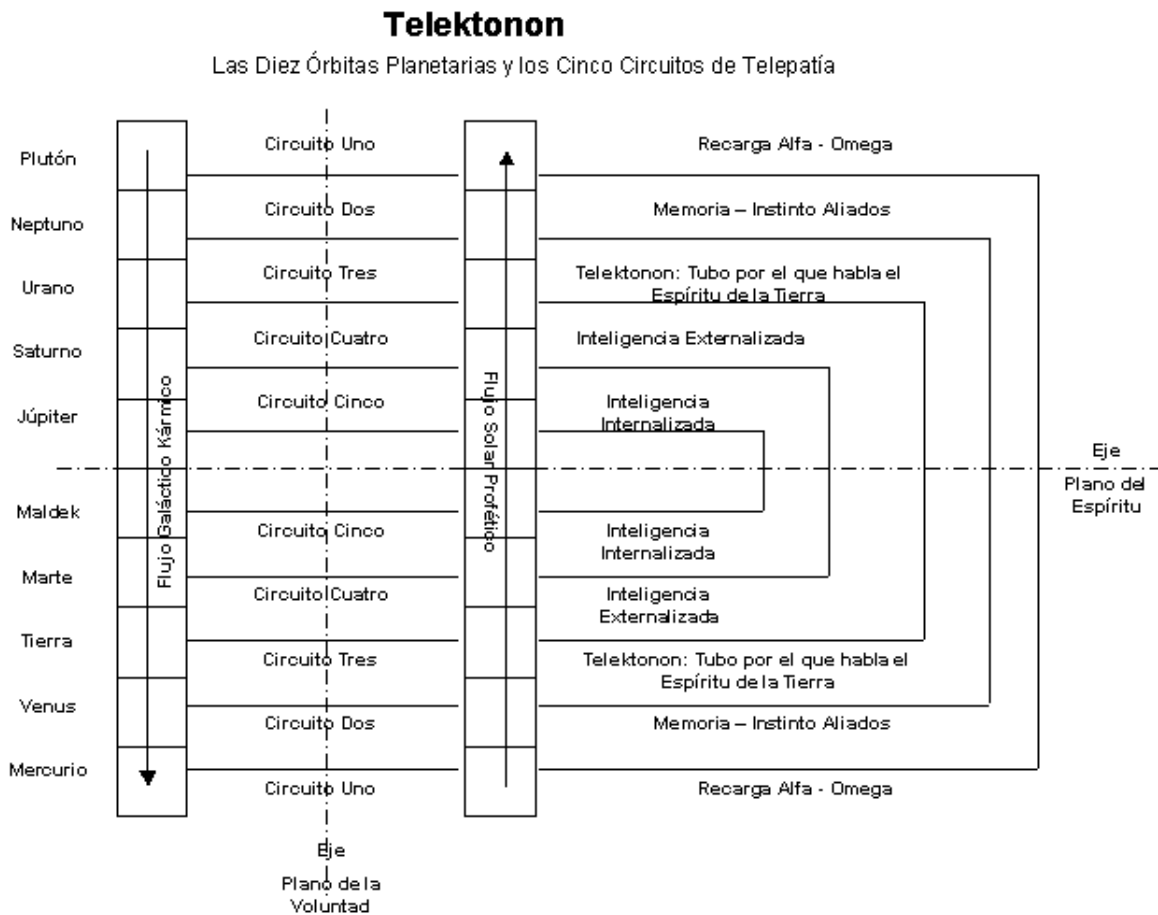 Telektonon
Las Diez Órbitas Planetarias y los Cinco Circuitos de Telepatía
Plutón
Circuito Uno
Recarga Alfa - Omega
Neptuno
Circuito Dos
Memoria – Instinto Aliados
Urano
Circuito Tres
Telektonon: Tubo por el que habla el
Espíritu de la Tierra
Saturno
Circuito Cuatro
Inteligencia Externalizada
Júpiter
Circuito Cinco
Inteligencia
Internalizada
Flujo Galáctico Kármico
Flujo Solar Profético
Eje
Plano del
Espíritu
Maldek
Circuito Cinco
Inteligencia
Internalizada
Marte
Circuito Cuatro
Inteligencia
Externalizada
Tierra
Circuito Tres
Telektonon: Tubo por el que habla el
Espíritu de la Tierra
Venus
Circuito Dos
Memoria – Instinto Aliados
Mercurio
Circuito Uno
Recarga Alfa - Omega
Eje
Plano de la
Voluntad